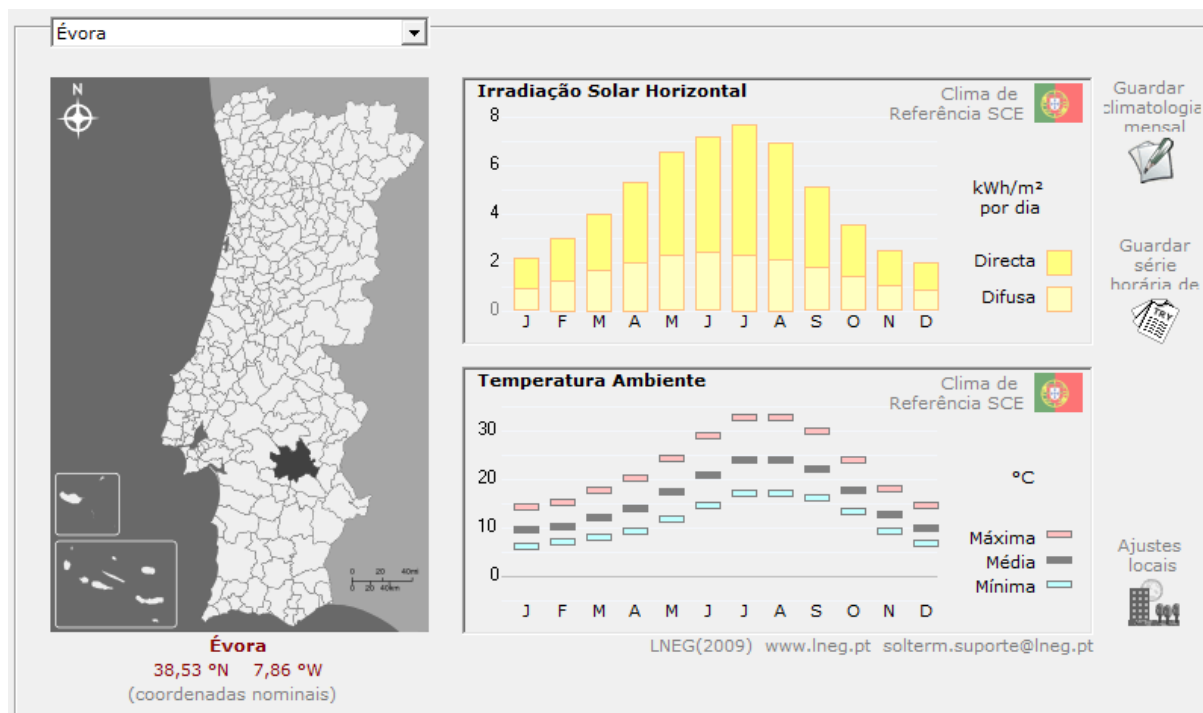 Évora
N
0 20 40mi
0 20 40km
Évora
38,53 °N 7,86 °W
(coordenadas nominais)
Irradiação Solar Horizontal
Clima de
Referência SCE
8
6
4
2
0
J F M A M J J A S O N D
kWh/m²
por dia
Directa
Difusa
Temperatura Ambiente
Clima de
Referência SCE
30
20
10
0
J F M A M J J A S O N D
°C
Máxima
Média
Mínima
LNEG(2009) www.lneg.pt solterm.suporte@lneg.pt
Guardar
climatologia
mensal
Guardar
série
horária de
TRY
Ajustes
locais